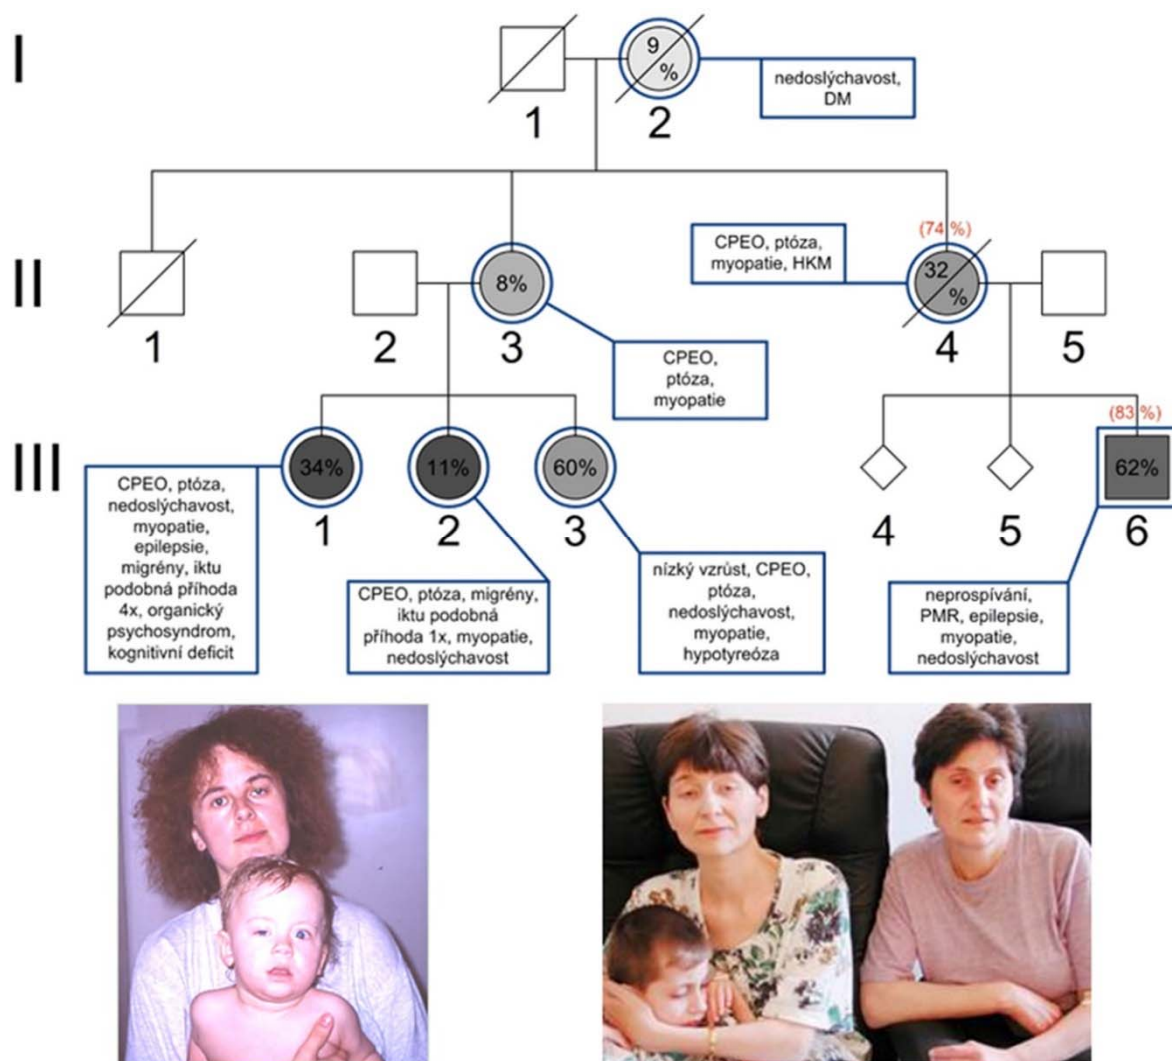 I
9
%
nedoslýchavost,
DM
1
2
II
(74 %)
CPEO, ptóza,
myopatie, HKM
8%
32
%
1
2
3
4
5
CPEO,
ptóza,
myopatie
III
(83 %)
34%
11%
60%
62%
1
2
3
4
5
6
CPEO, ptóza,
nedoslýchavost,
myopatie,
epilepsie,
migrény, iktu
podobná příhoda
4x, organický
psychosyndrom,
kognitivní deficit
CPEO, ptóza, migrény,
iktu podobná
příhoda 1x, myopatie,
nedoslýchavost
nízký vzrůst, CPEO,
ptóza,
nedoslýchavost,
myopatie,
hypotyreóza
neprospívání,
PMR, epilepsie,
myopatie,
nedoslýchavost